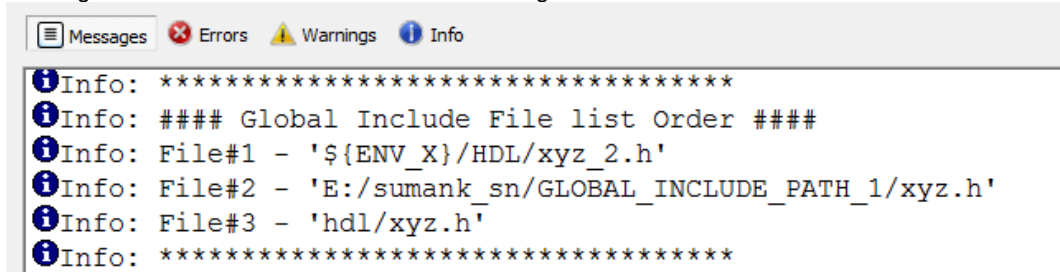 Messages Errors Warnings Info
Info: ***********************************
Info: #### Global Include File list Order ####
Info: File#1 - '${ENV_X}/HDL/xyz_2.h'
Info: File#2 - 'E:/sumank_sn/GLOBAL_INCLUDE_PATH_1/xyz.h'
Info: File#3 - 'hdl/xyz.h'
Info: ***********************************